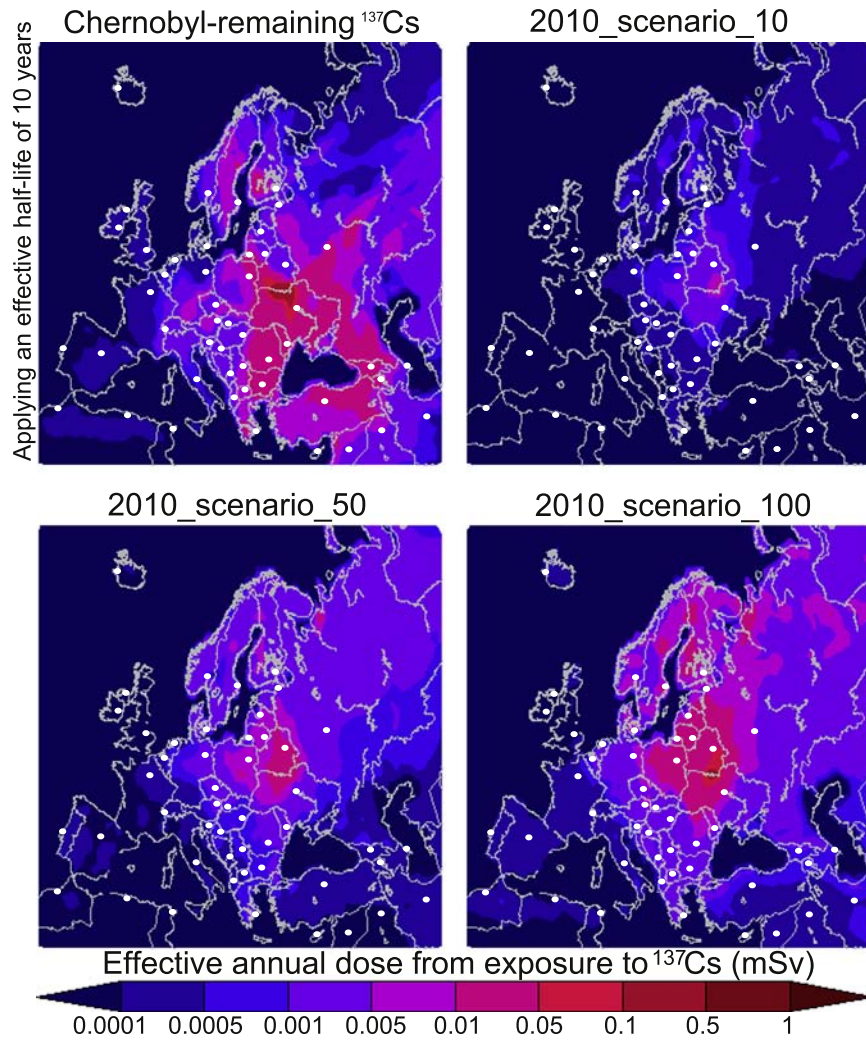 Chernobyl-remaining ¹³⁷Cs
2010_scenario_10
Applying an effective half-life of 10 years
2010_scenario_50
2010_scenario_100
Effective annual dose from exposure to ¹³⁷Cs (mSv)
0.0001 0.0005 0.001 0.005 0.01 0.05 0.1 0.5 1